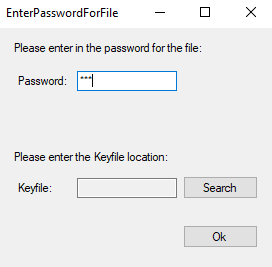 EnterPasswordForFile
Please enter in the password for the file:
Password: ***
Please enter the Keyfile location:
Keyfile: Search
Ok